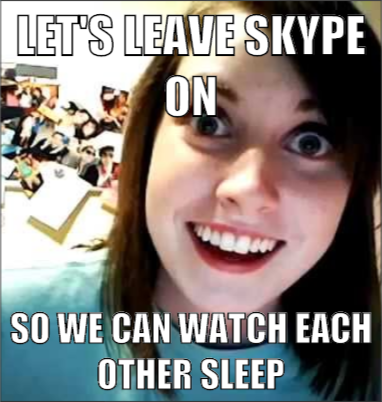 LET'S LEAVE SKYPE
ON
SO WE CAN WATCH EACH
OTHER SLEEP